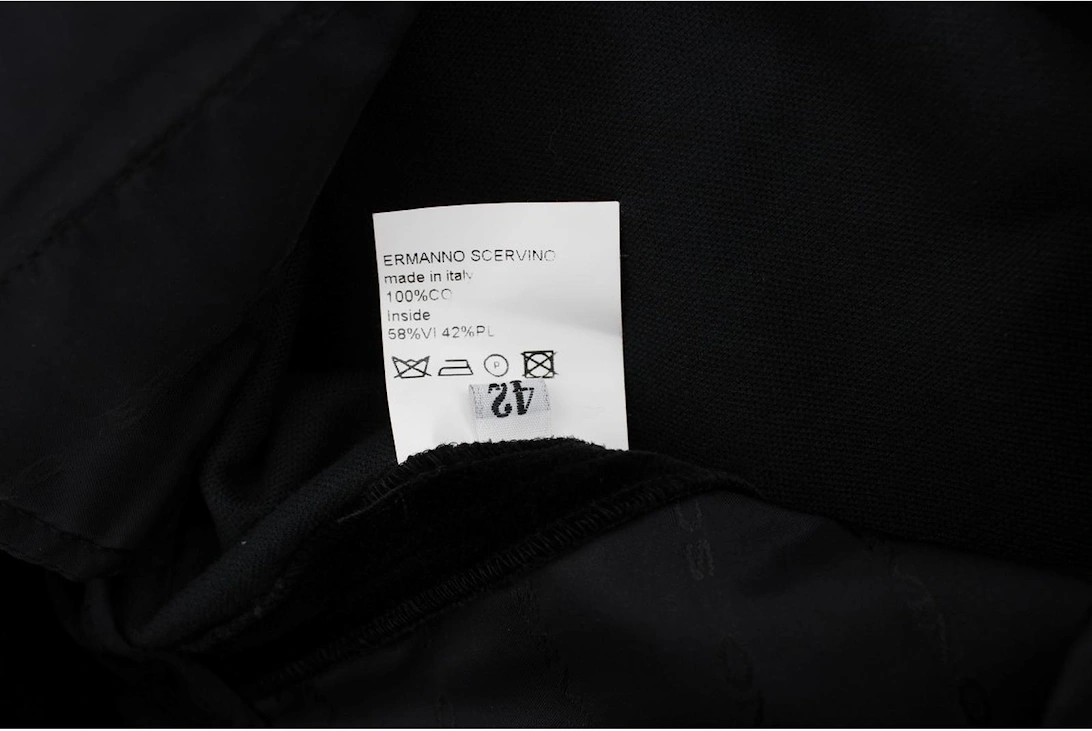 ERMANNO SCERVINO
made in italy
100%CO
Inside
58%VI 42%PL
P
42